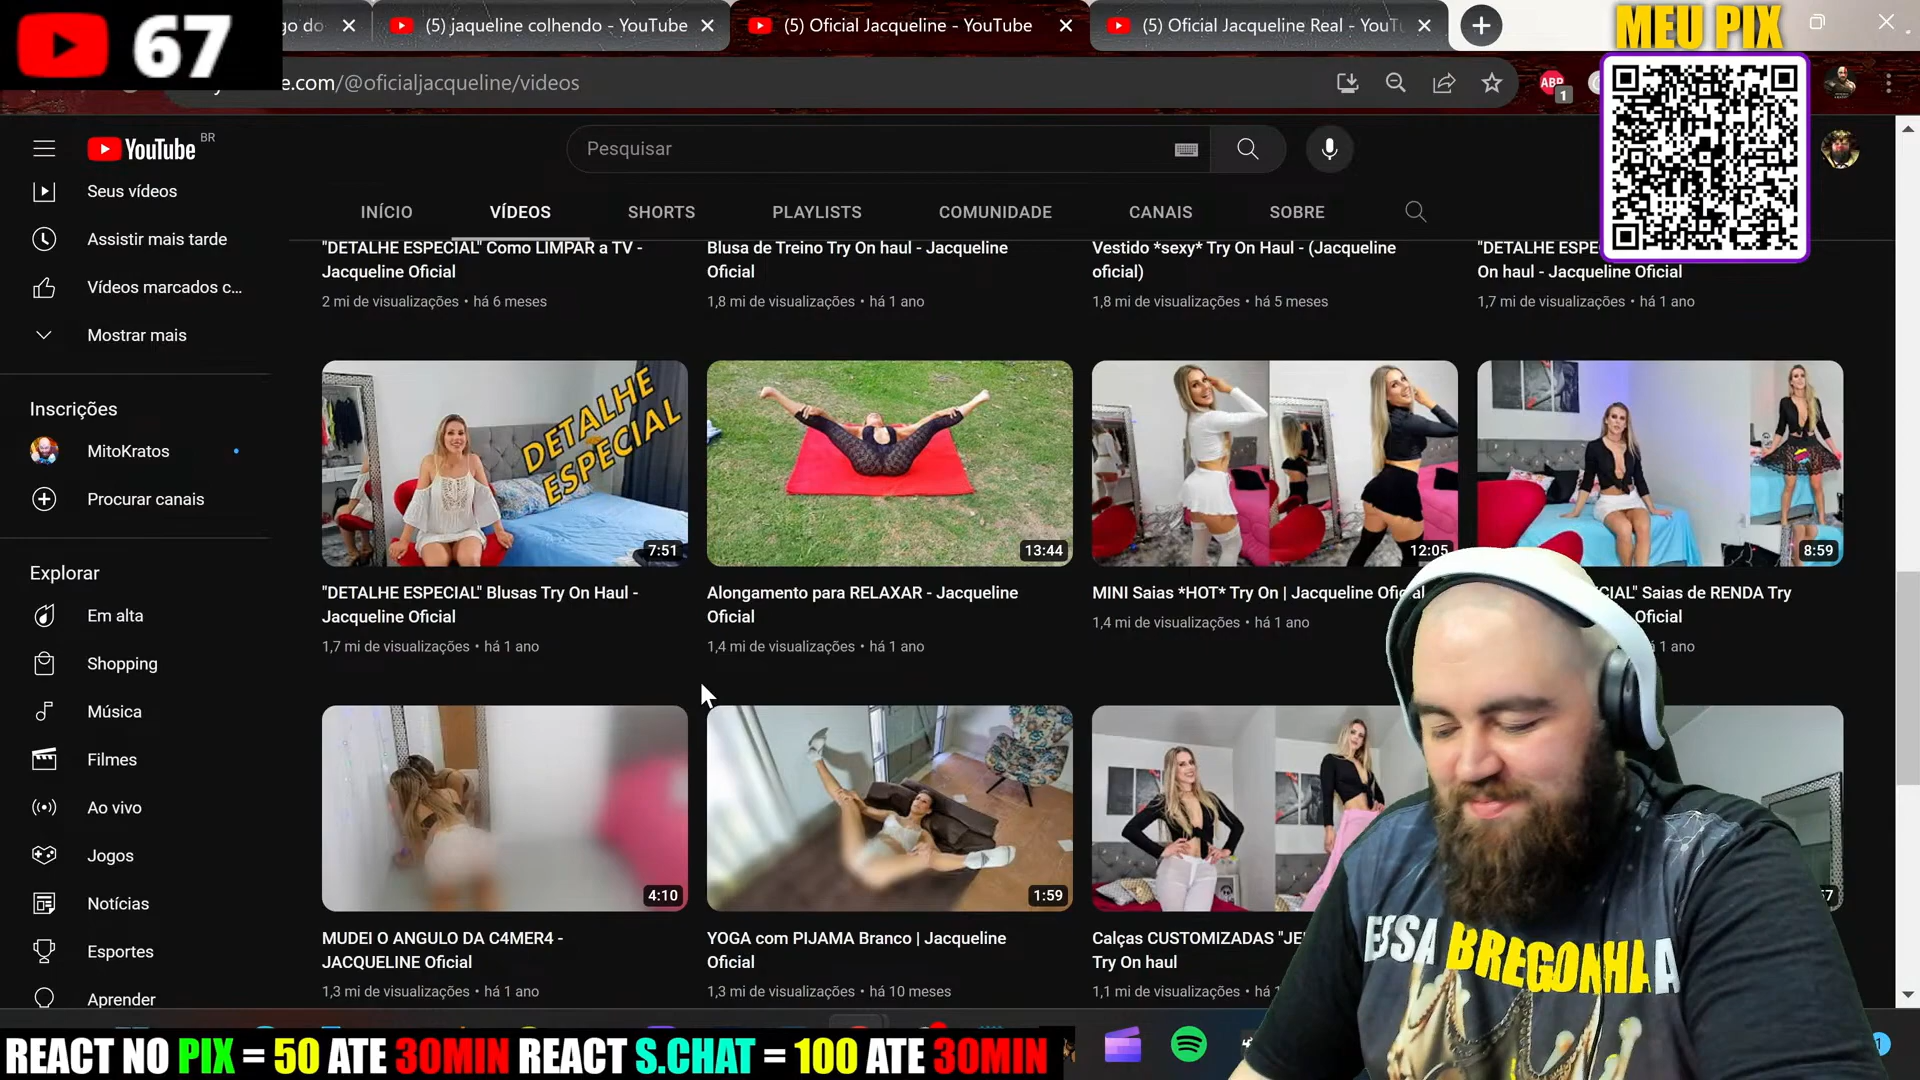 67
go do
(5) jaqueline colhendo - YouTube
(5) Oficial Jacqueline - YouTube
(5) Oficial Jacqueline Real - YouT
MEU PIX
e.com/@oficialjacqueline/videos
ABP
1
YouTube BR
Pesquisar
Seus vídeos
Assistir mais tarde
Vídeos marcados c...
Mostrar mais
Inscrições
MitoKratos
Procurar canais
Explorar
Em alta
Shopping
Música
Filmes
Ao vivo
Jogos
Notícias
Esportes
Aprender
INÍCIO
VÍDEOS
SHORTS
PLAYLISTS
COMUNIDADE
CANAIS
SOBRE
"DETALHE ESPECIAL" Como LIMPAR a TV -
Jacqueline Oficial
2 mi de visualizações • há 6 meses
Blusa de Treino Try On haul - Jacqueline
Oficial
1,8 mi de visualizações • há 1 ano
Vestido *sexy* Try On Haul - (Jacqueline
oficial)
1,8 mi de visualizações • há 5 meses
"DETALHE ESPE
On haul - Jacqueline Oficial
1,7 mi de visualizações • há 1 ano
DETALHE
ESPECIAL
7:51
"DETALHE ESPECIAL" Blusas Try On Haul -
Jacqueline Oficial
1,7 mi de visualizações • há 1 ano
13:44
Alongamento para RELAXAR - Jacqueline
Oficial
1,4 mi de visualizações • há 1 ano
12:05
MINI Saias *HOT* Try On | Jacqueline Oficial
1,4 mi de visualizações • há 1 ano
8:59
CIAL" Saias de RENDA Try
Oficial
há 1 ano
4:10
MUDEI O ANGULO DA C4MER4 -
JACQUELINE Oficial
1,3 mi de visualizações • há 1 ano
1:59
YOGA com PIJAMA Branco | Jacqueline
Oficial
1,3 mi de visualizações • há 10 meses
Calças CUSTOMIZADAS "JE
Try On haul
1,1 mi de visualizações • há 1
57
ESSA BREGONHA
REACT NO PIX = 50 ATE 30MIN REACT S.CHAT = 100 ATE 30MIN